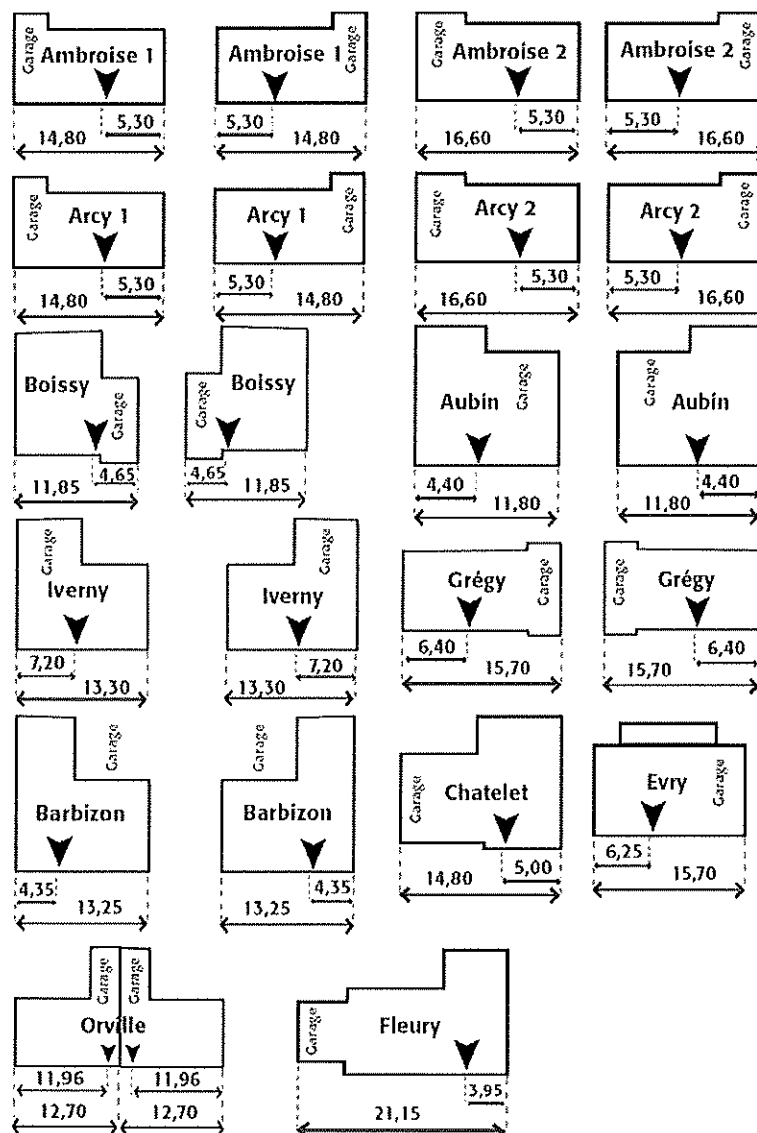 Garage Ambroise 1
5,30
14,80
Ambroise 1 Garage
5,30
14,80
Garage Ambroise 2
5,30
16,60
Ambroise 2 Garage
5,30
16,60
Garage Arcy 1
5,30
14,80
Arcy 1 Garage
5,30
14,80
Garage Arcy 2
5,30
16,60
Arcy 2 Garage
5,30
16,60
Boissy
Garage
4,65
11,85
Boissy
Garage
4,65
11,85
Aubin
Garage
4,40
11,80
Garage
Aubin
4,40
11,80
Garage
Iverny
7,20
13,30
Garage
Iverny
7,20
13,30
Grégy
Garage
6,40
15,70
Garage
Grégy
6,40
15,70
Garage
Barbizon
4,35
13,25
Garage
Barbizon
4,35
13,25
Garage
Chatelet
5,00
14,80
Evry
Garage
6,25
15,70
Garage Garage
Orville
11,96 11,96
12,70 12,70
Garage
Fleury
3,95
21,15